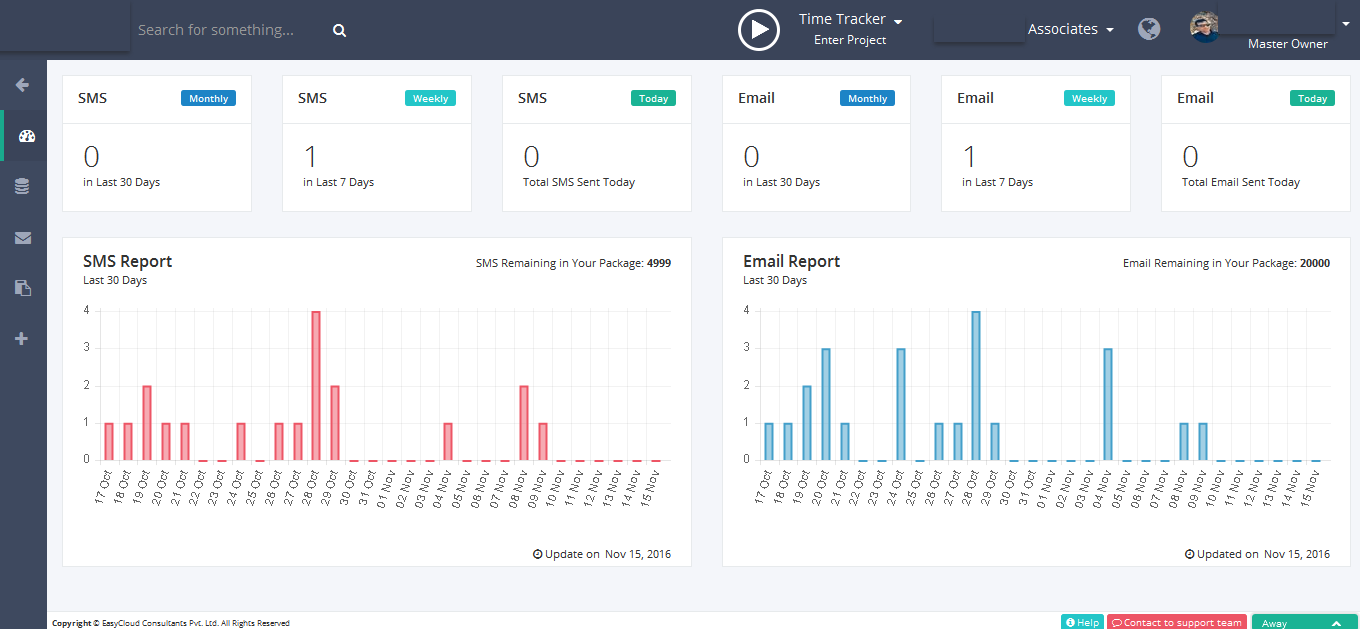 Search for something...
Time Tracker
Enter Project
Associates
Master Owner
SMS Monthly
0
in Last 30 Days
SMS Weekly
1
in Last 7 Days
SMS Today
0
Total SMS Sent Today
Email Monthly
0
in Last 30 Days
Email Weekly
1
in Last 7 Days
Email Today
0
Total Email Sent Today
SMS Report
Last 30 Days
SMS Remaining in Your Package: 4999
4
3
2
1
0
17 Oct
18 Oct
19 Oct
20 Oct
21 Oct
22 Oct
23 Oct
24 Oct
25 Oct
26 Oct
27 Oct
28 Oct
29 Oct
30 Oct
31 Oct
01 Nov
02 Nov
03 Nov
04 Nov
05 Nov
06 Nov
07 Nov
08 Nov
09 Nov
10 Nov
11 Nov
12 Nov
13 Nov
14 Nov
15 Nov
Update on Nov 15, 2016
Email Report
Last 30 Days
Email Remaining in Your Package: 20000
4
3
2
1
0
17 Oct
18 Oct
19 Oct
20 Oct
21 Oct
22 Oct
23 Oct
24 Oct
25 Oct
26 Oct
27 Oct
28 Oct
29 Oct
30 Oct
31 Oct
01 Nov
02 Nov
03 Nov
04 Nov
05 Nov
06 Nov
07 Nov
08 Nov
09 Nov
10 Nov
11 Nov
12 Nov
13 Nov
14 Nov
15 Nov
Updated on Nov 15, 2016
Copyright © EasyCloud Consultants Pvt. Ltd. All Rights Reserved
Help
Contact to support team
Away